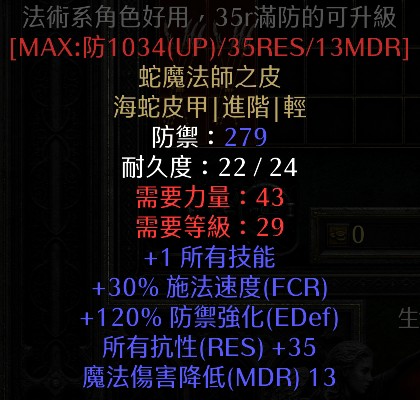 法術系角色好用，35r滿防的可升級
[MAX:防1034(UP)/35RES/13MDR]
蛇魔法師之皮
海蛇皮甲|進階|輕
防禦：279
耐久度：22 / 24
需要力量：43
需要等級：29
+1 所有技能
+30% 施法速度(FCR)
+120% 防禦強化(EDef)
所有抗性(RES) +35
魔法傷害降低(MDR) 13
0
生